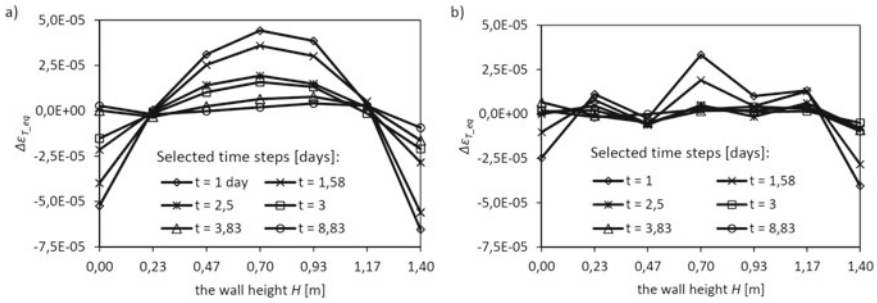 a)
5,0E-05
2,5E-05
0,0E+00
-2,5E-05
-5,0E-05
-7,5E-05
Δε_T_eq
Selected time steps [days]:
t = 1 day
t = 1,58
t = 2,5
t = 3
t = 3,83
t = 8,83
0,00 0,23 0,47 0,70 0,93 1,17 1,40
the wall height H [m]
b)
5,0E-05
2,5E-05
0,0E+00
-2,5E-05
-5,0E-05
-7,5E-05
Δε_T_eq
Selected time steps [days]:
t = 1
t = 1,58
t = 2,5
t = 3
t = 3,83
t = 8,83
0,00 0,23 0,47 0,70 0,93 1,17 1,40
the wall height H [m]